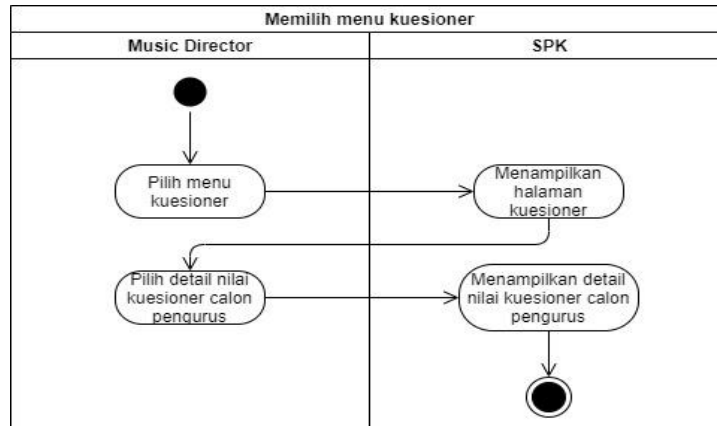 Memilih menu kuesioner
Music Director
SPK
Pilih menu
kuesioner
Menampilkan
halaman
kuesioner
Pilih detail nilai
kuesioner calon
pengurus
Menampilkan detail
nilai kuesioner calon
pengurus